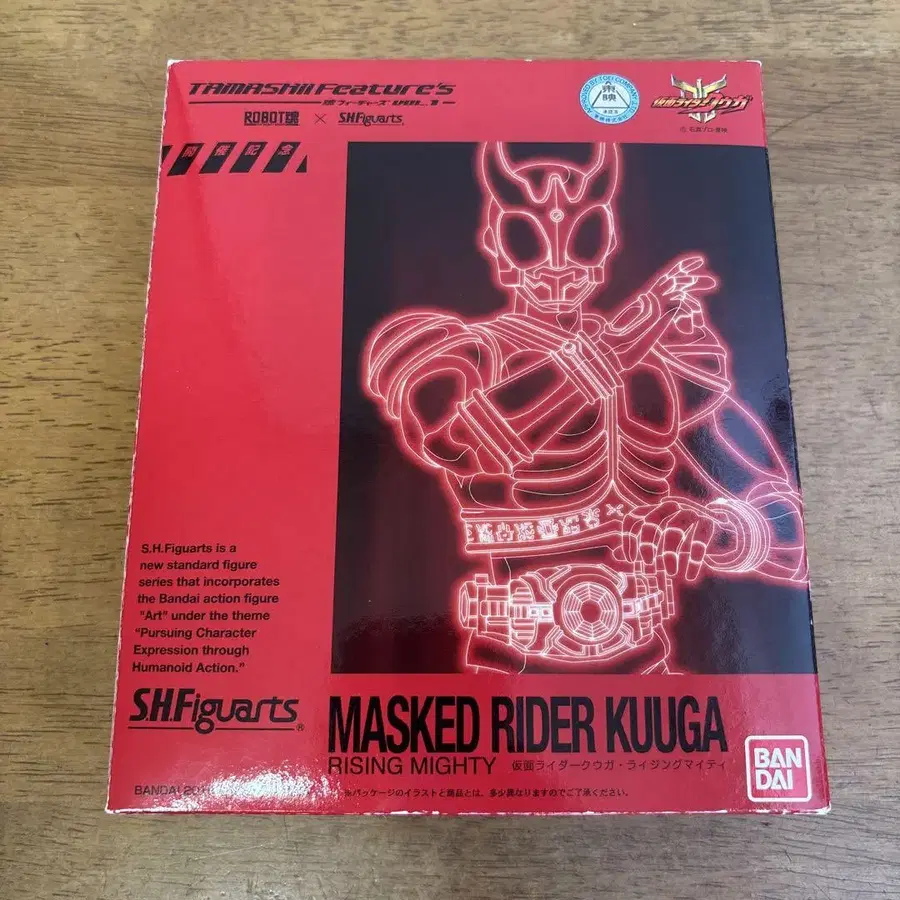 TAMASHII Feature's
魂フィーチャーズ VOL.1
ROBOT魂 × S.H.Figuarts
開催記念
東映
仮面ライダークウガ
S.H.Figuarts is a
new standard figure
series that incorporates
the Bandai action figure
"Art" under the theme
"Pursuing Character
Expression through
Humanoid Action."
S.H.Figuarts®
MASKED RIDER KUUGA
RISING MIGHTY 仮面ライダークウガ・ライジングマイティ
BANDAI
※パッケージのイラストと商品とは、多少異なりますのでご了承ください。
BAN
DAI